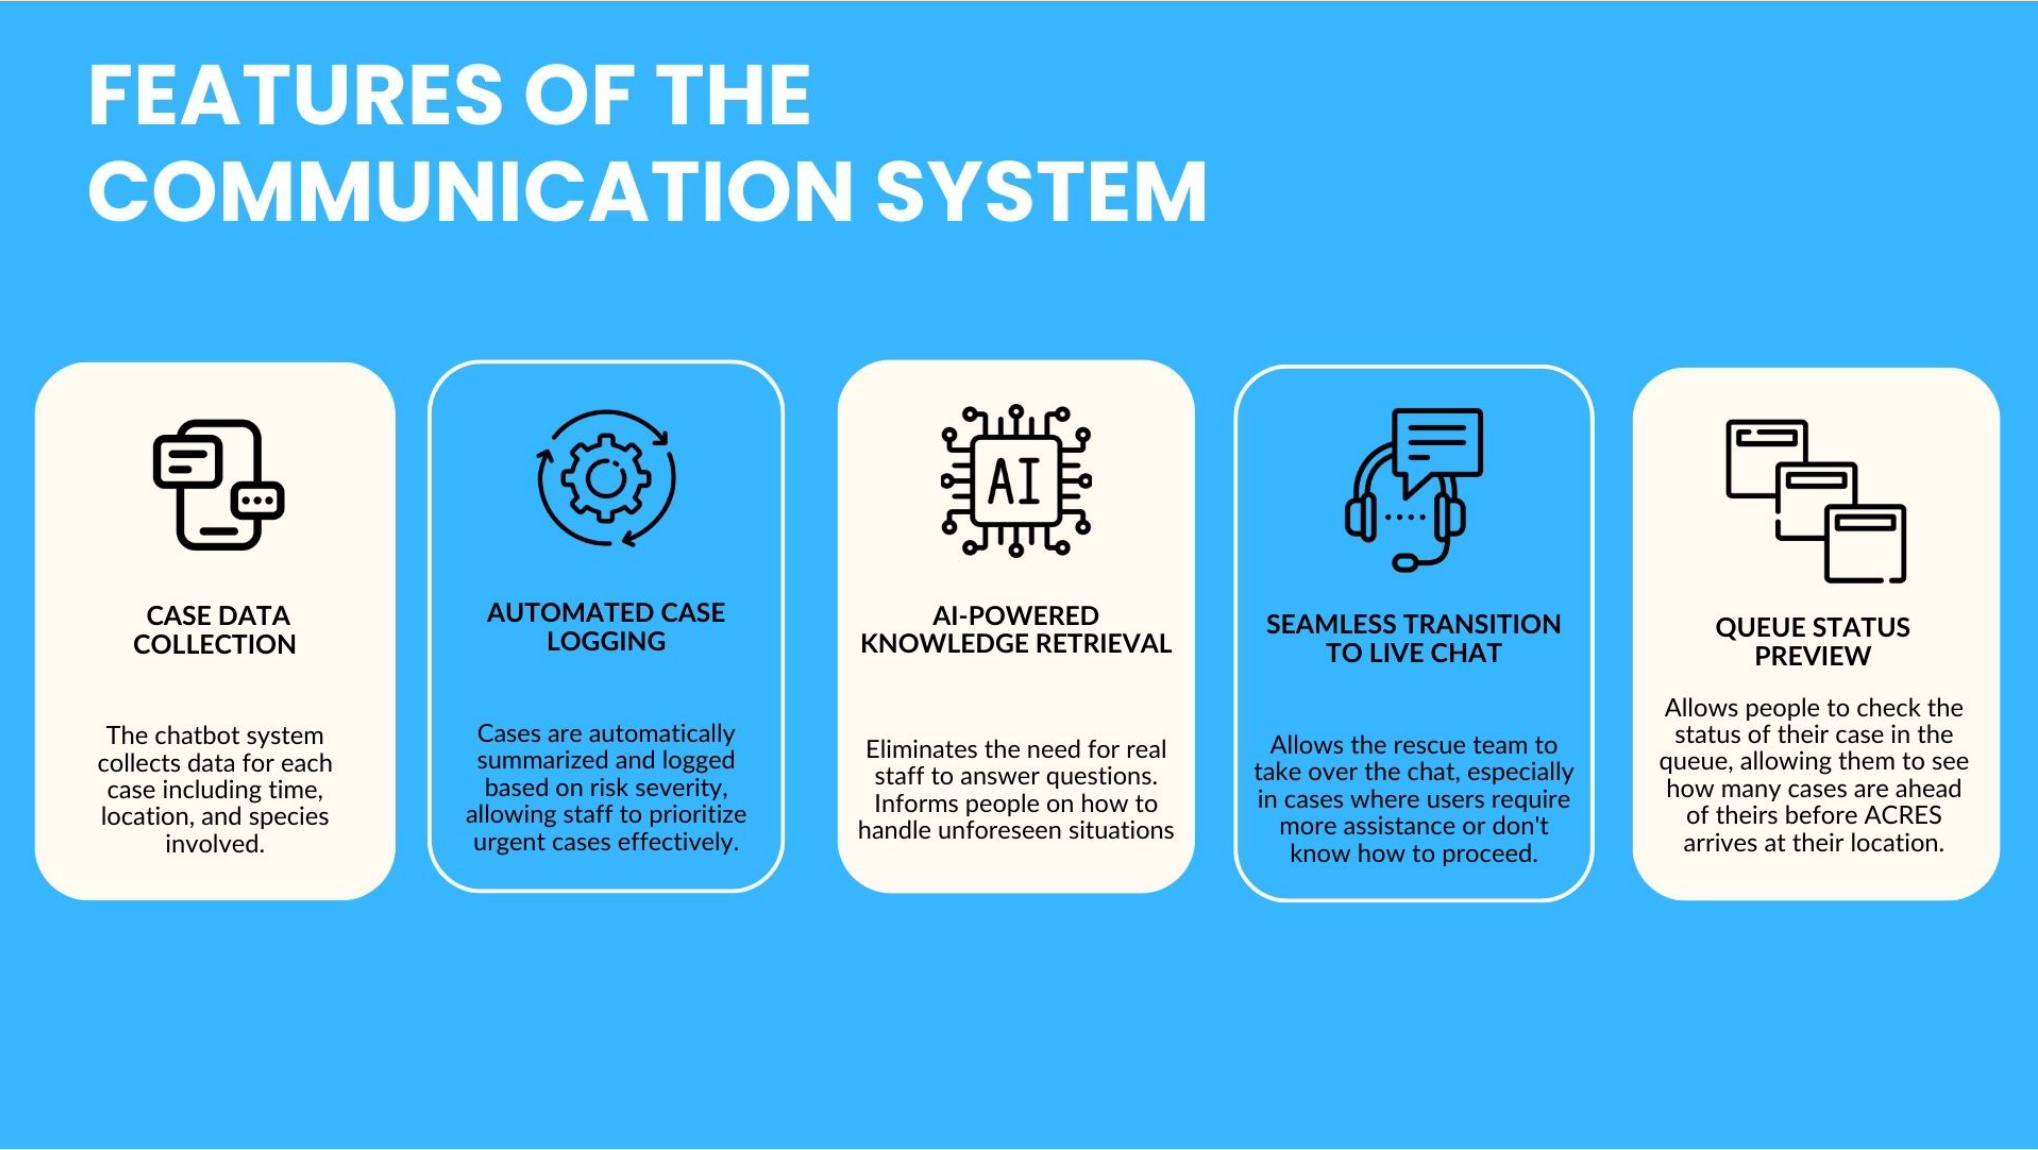 FEATURES OF THE
COMMUNICATION SYSTEM
CASE DATA
COLLECTION
The chatbot system
collects data for each
case including time,
location, and species
involved.
AUTOMATED CASE
LOGGING
Cases are automatically
summarized and logged
based on risk severity,
allowing staff to prioritize
urgent cases effectively.
AI
AI-POWERED
KNOWLEDGE RETRIEVAL
Eliminates the need for real
staff to answer questions.
Informs people on how to
handle unforeseen situations
SEAMLESS TRANSITION
TO LIVE CHAT
Allows the rescue team to
take over the chat, especially
in cases where users require
more assistance or don't
know how to proceed.
QUEUE STATUS
PREVIEW
Allows people to check the
status of their case in the
queue, allowing them to see
how many cases are ahead
of theirs before ACRES
arrives at their location.